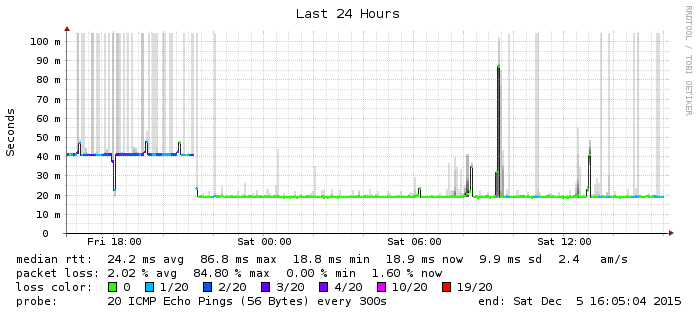 Last 24 Hours
RRDTOOL / TOBI OETIKER
Seconds
100 m
90 m
80 m
70 m
60 m
50 m
40 m
30 m
20 m
10 m
0
Fri 18:00 Sat 00:00 Sat 06:00 Sat 12:00
median rtt: 24.2 ms avg 86.8 ms max 18.8 ms min 18.9 ms now 9.9 ms sd 2.4 am/s
packet loss: 2.02 % avg 84.80 % max 0.00 % min 1.60 % now
loss color: 0 1/20 2/20 3/20 4/20 10/20 19/20
probe: 20 ICMP Echo Pings (56 Bytes) every 300s end: Sat Dec 5 16:05:04 2015